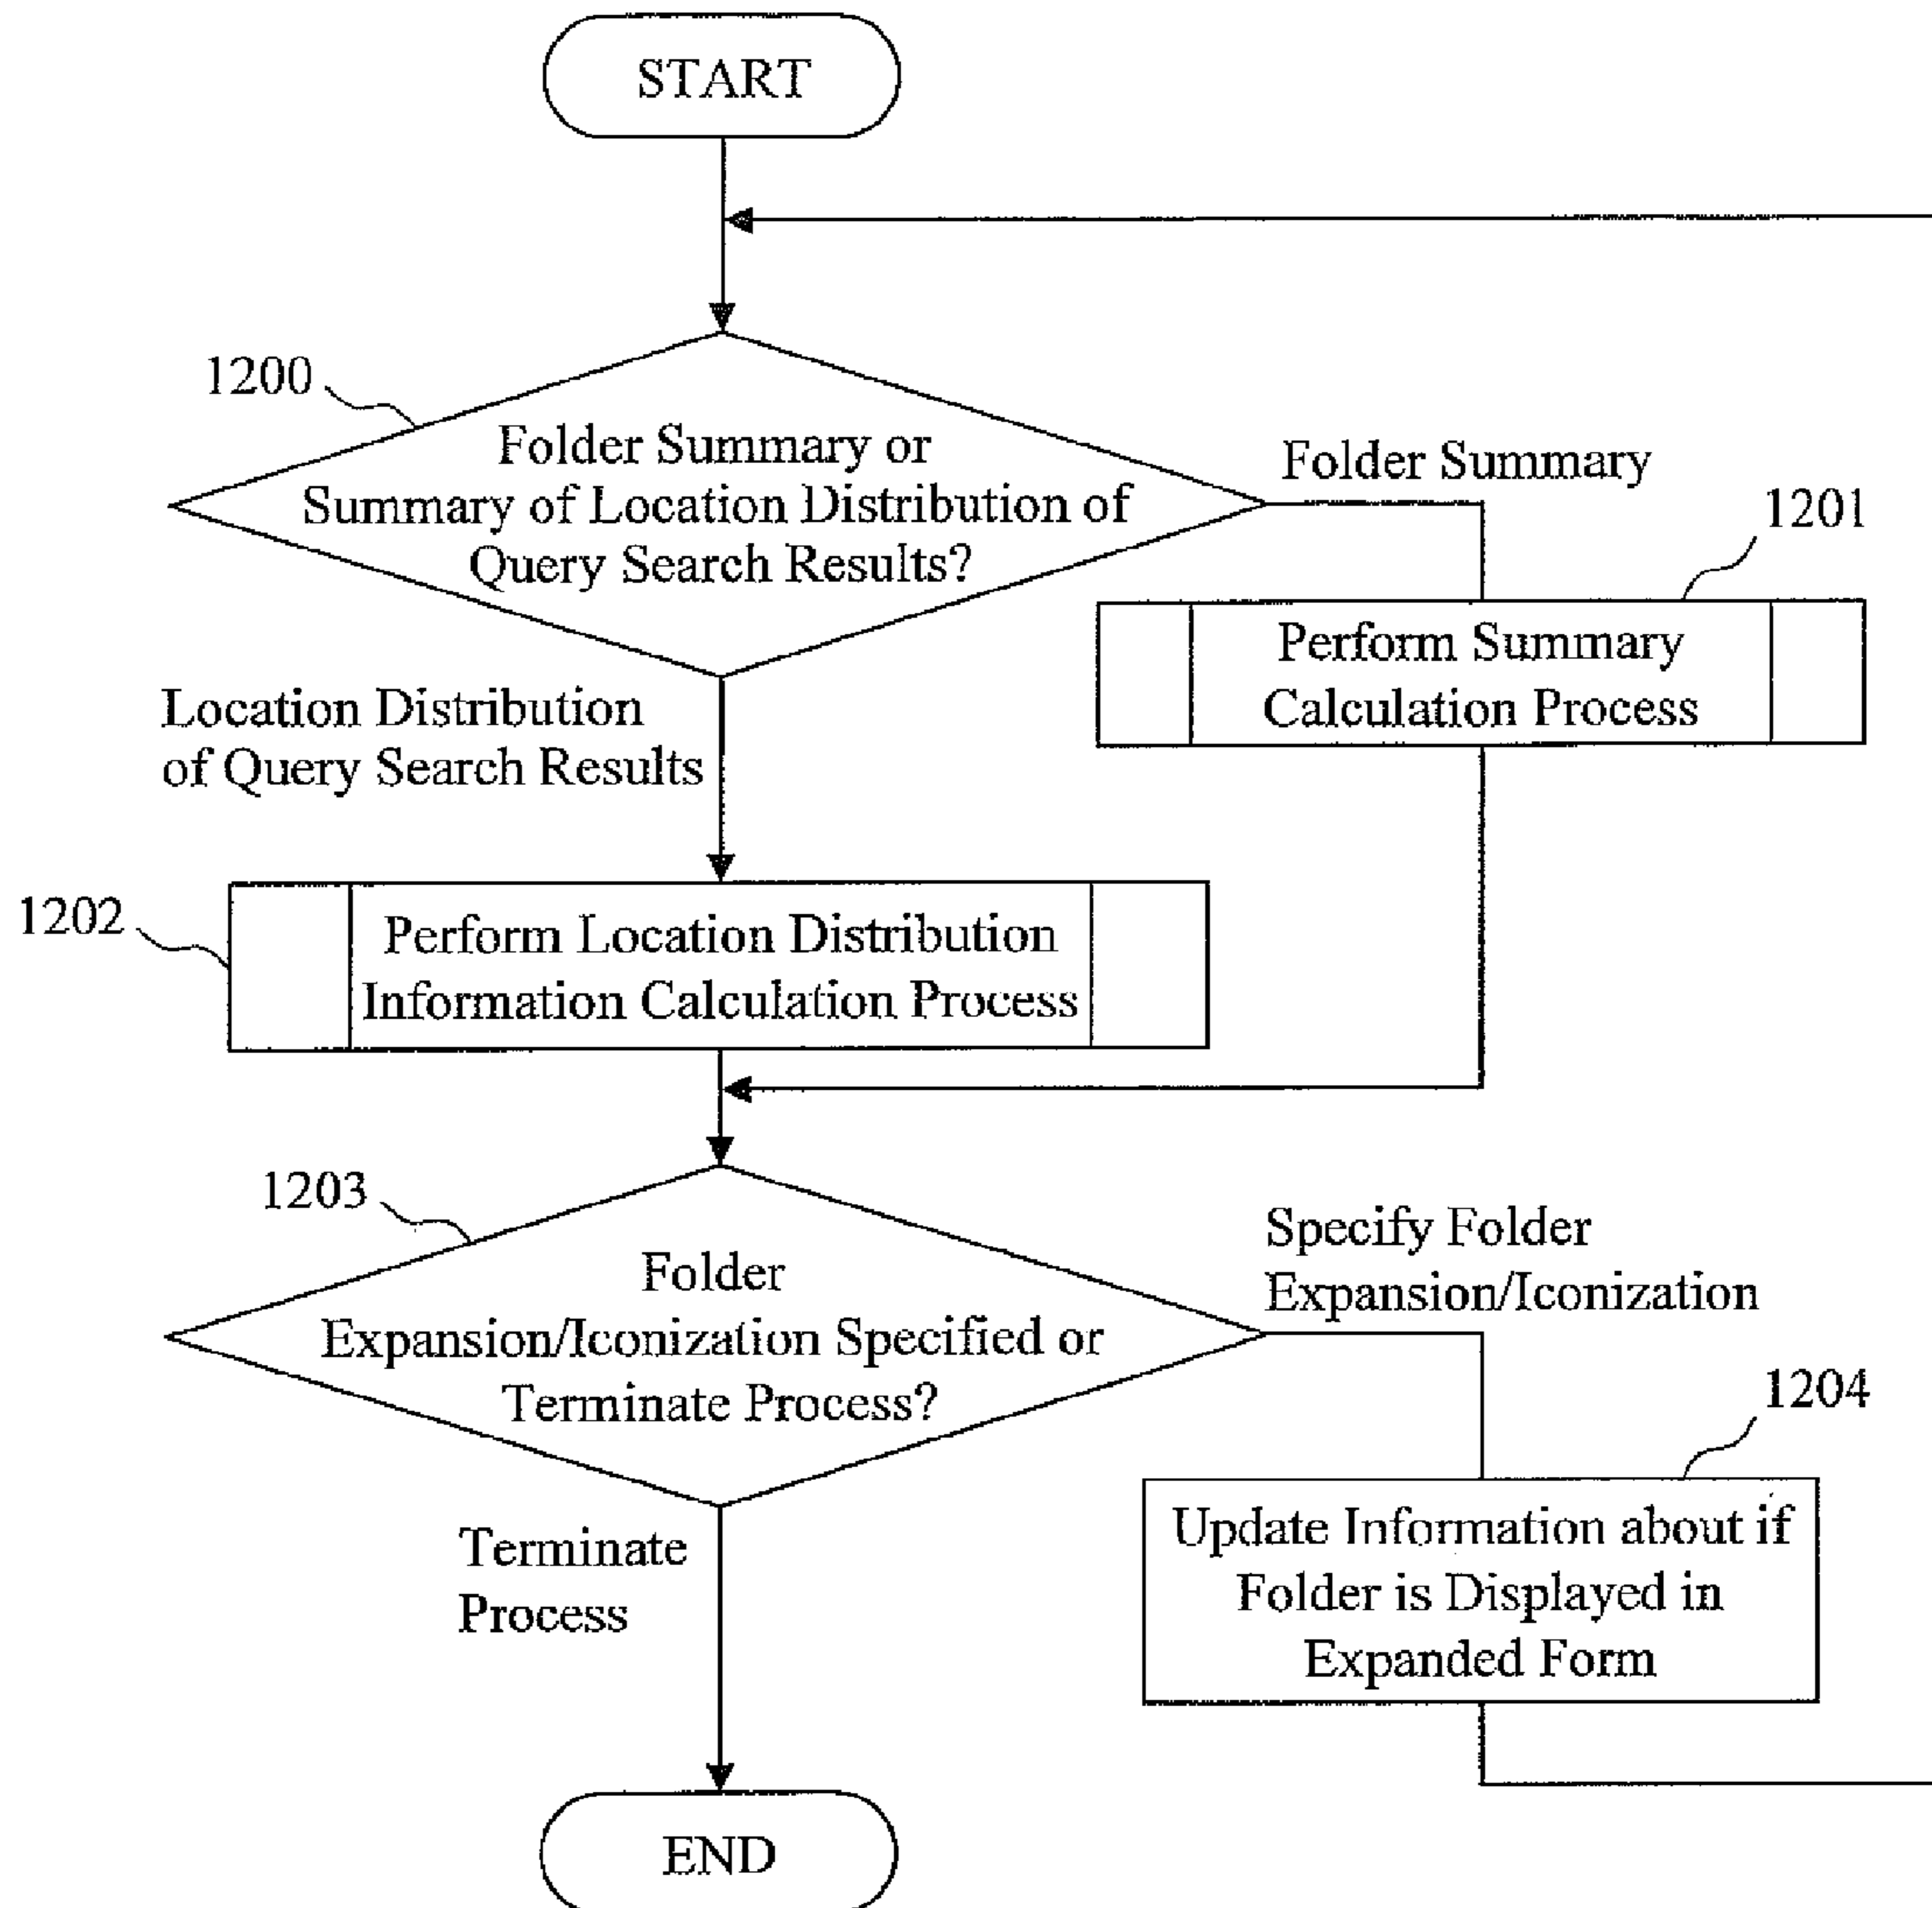 START
1200
Folder Summary or
Summary of Location Distribution of
Query Search Results?
Folder Summary
1201
Perform Summary
Calculation Process
Location Distribution
of Query Search Results
1202
Perform Location Distribution
Information Calculation Process
1203
Folder
Expansion/Iconization Specified or
Terminate Process?
Specify Folder
Expansion/Iconization
1204
Update Information about if
Folder is Displayed in
Expanded Form
Terminate
Process
END